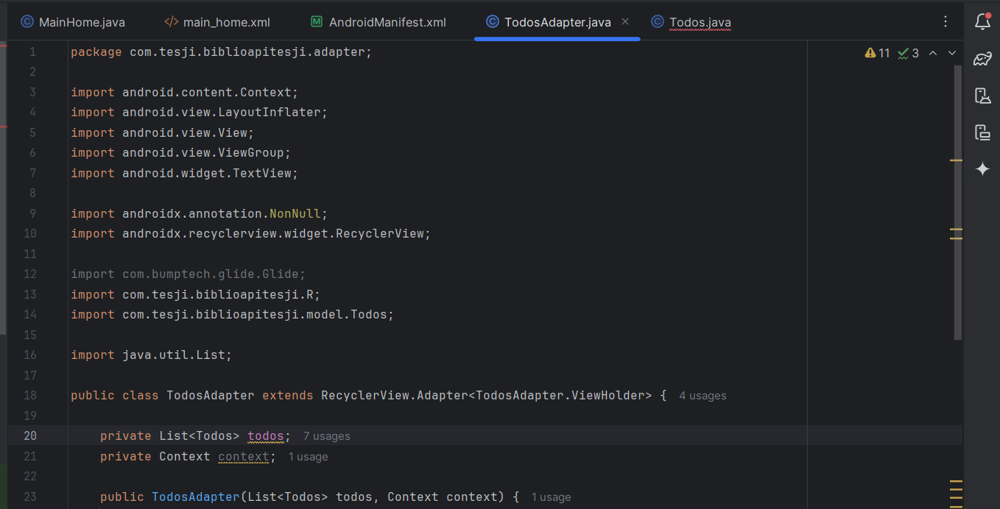 MainHome.java </> main_home.xml M AndroidManifest.xml C TodosAdapter.java C Todos.java
11 3
1 package com.tesji.biblioapitesji.adapter;
2
3 import android.content.Context;
4 import android.view.LayoutInflater;
5 import android.view.View;
6 import android.view.ViewGroup;
7 import android.widget.TextView;
8
9 import androidx.annotation.NonNull;
10 import androidx.recyclerview.widget.RecyclerView;
11
12 import com.bumptech.glide.Glide;
13 import com.tesji.biblioapitesji.R;
14 import com.tesji.biblioapitesji.model.Todos;
15
16 import java.util.List;
17
18 public class TodosAdapter extends RecyclerView.Adapter<TodosAdapter.ViewHolder> { 4 usages
19
20 private List<Todos> todos; 7 usages
21 private Context context; 1 usage
22
23 public TodosAdapter(List<Todos> todos, Context context) { 1 usage